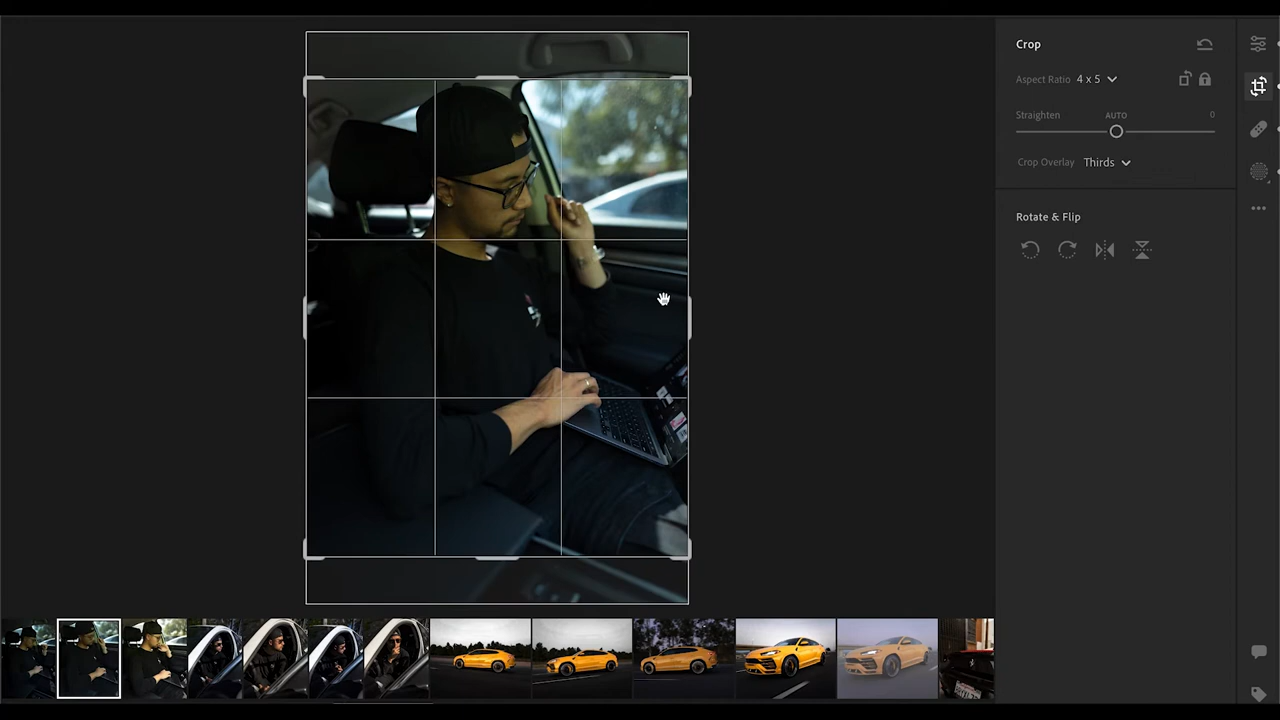 Crop
Aspect Ratio 4 x 5
Straighten AUTO 0
Crop Overlay Thirds
Rotate & Flip